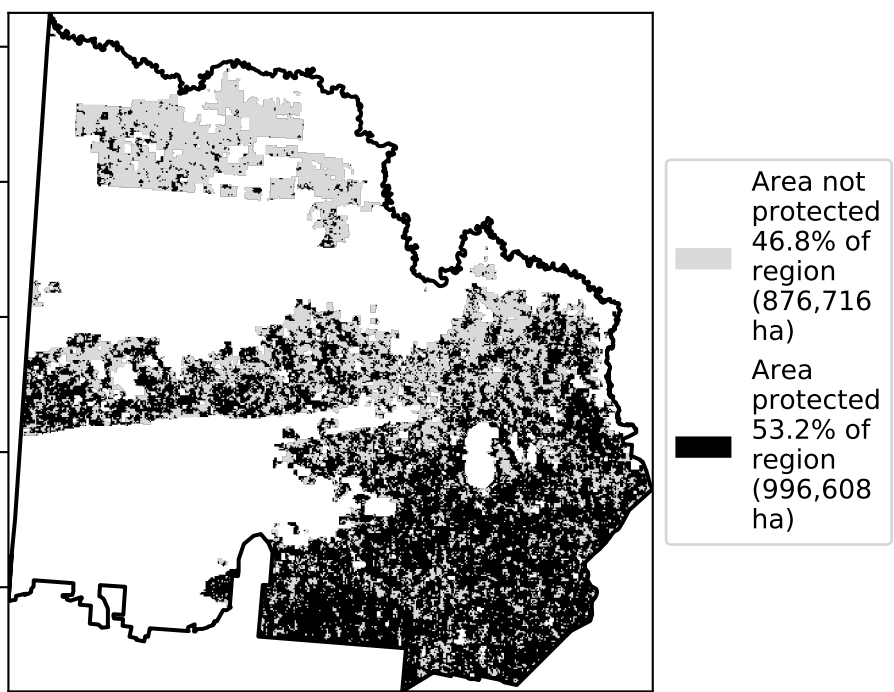 Area not
protected
46.8% of
region
(876,716
ha)
Area
protected
53.2% of
region
(996,608
ha)